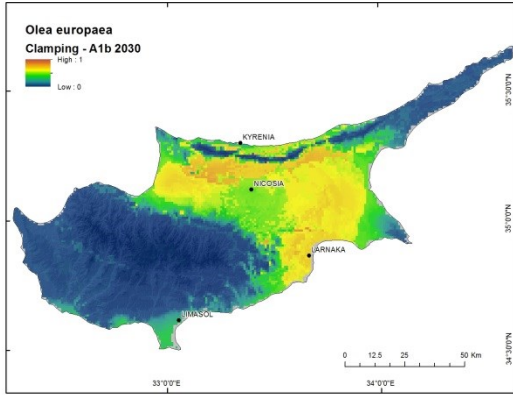 Olea europaea
Clamping - A1b 2030
High : 1
Low : 0
35°30'0"N
KYRENIA
NICOSIA
35°0'0"N
LARNAKA
LIMASOL
0 12.5 25 50 Km
34°30'0"N
33°0'0"E 34°0'0"E